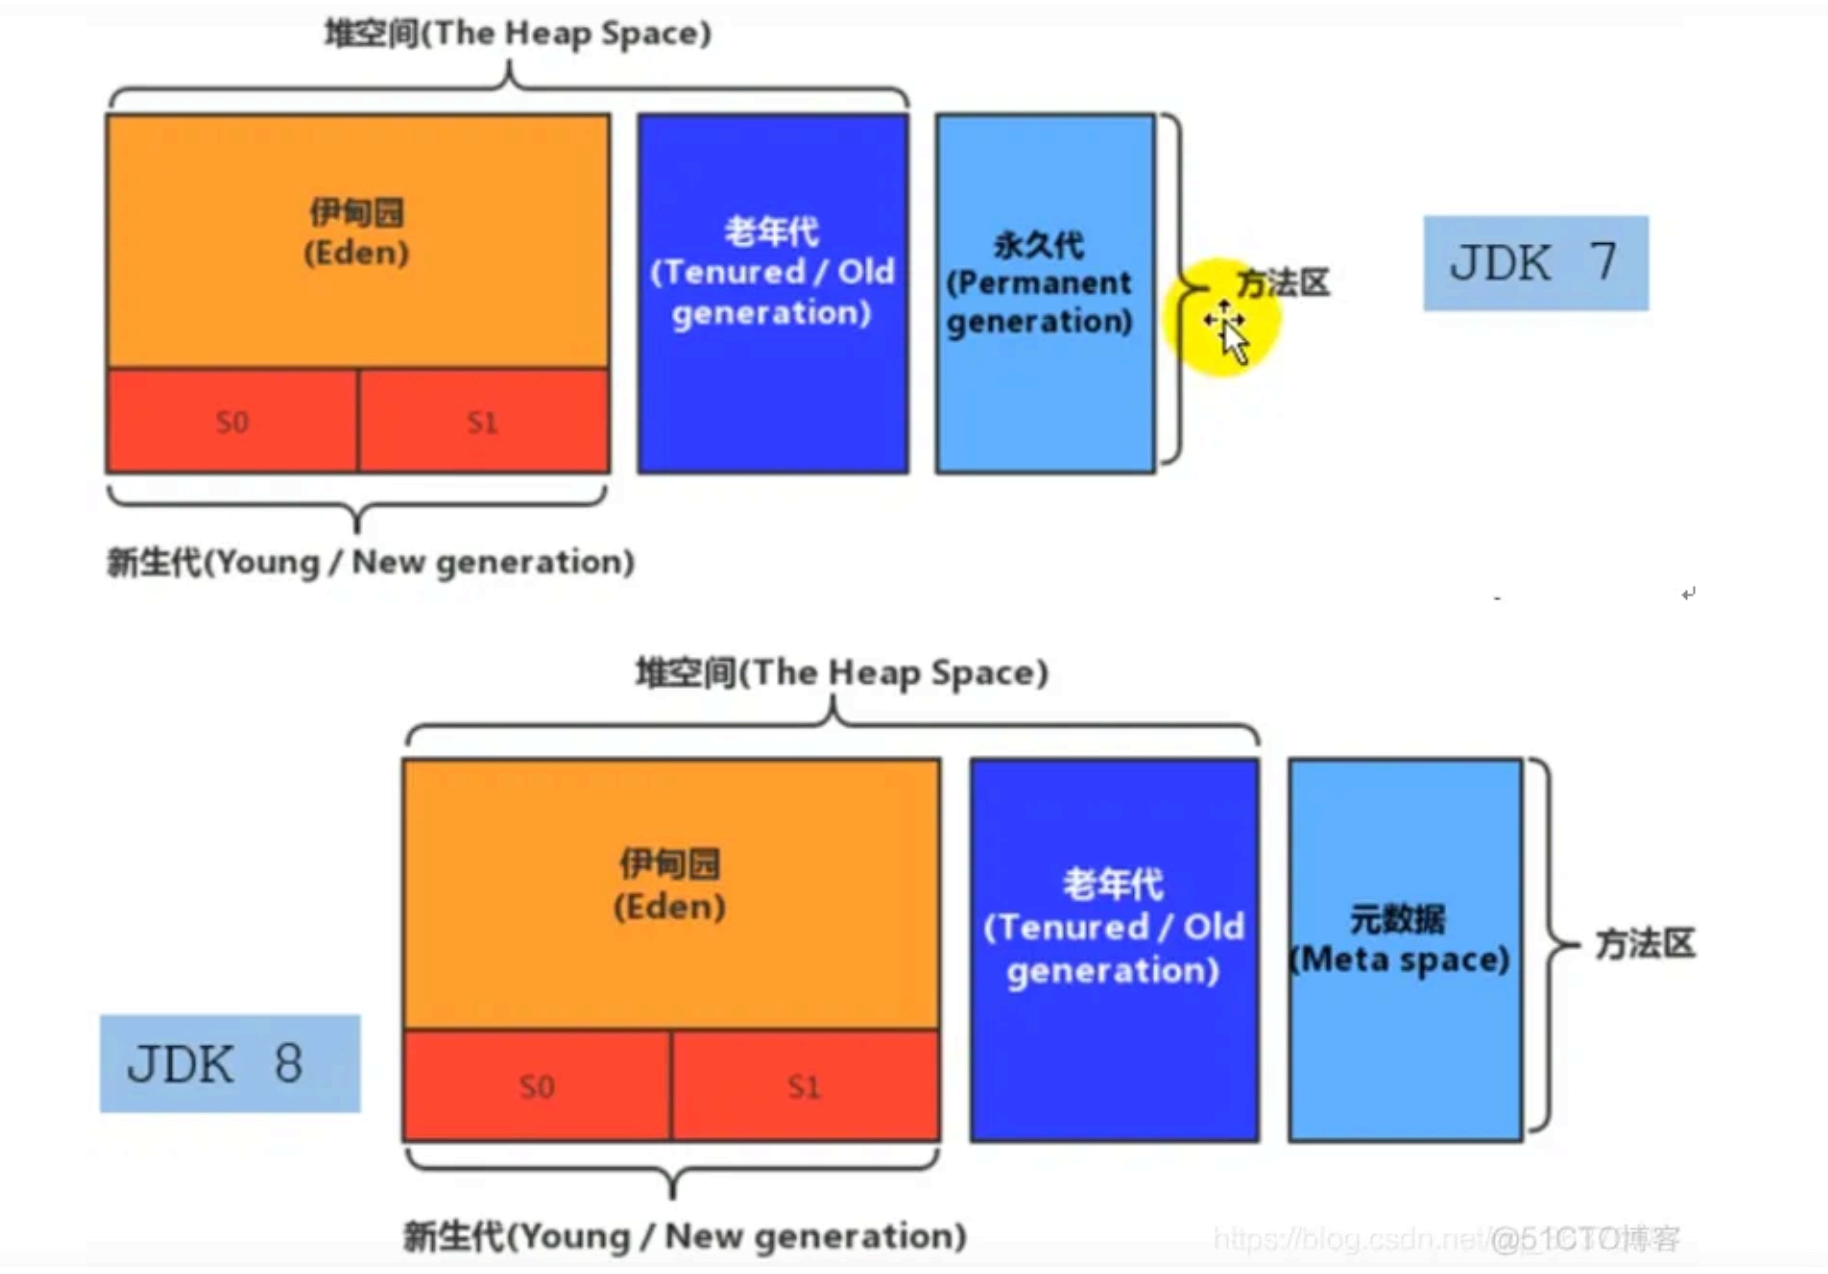 堆空间(The Heap Space)
伊甸园
(Eden)
老年代
(Tenured / Old
generation)
永久代
(Permanent
generation)
方法区
JDK 7
S0
S1
新生代(Young / New generation)
堆空间(The Heap Space)
伊甸园
(Eden)
老年代
(Tenured / Old
generation)
元数据
(Meta space)
方法区
JDK 8
S0
S1
新生代(Young / New generation)
https://blog.csdn.net/
@51CTO博客